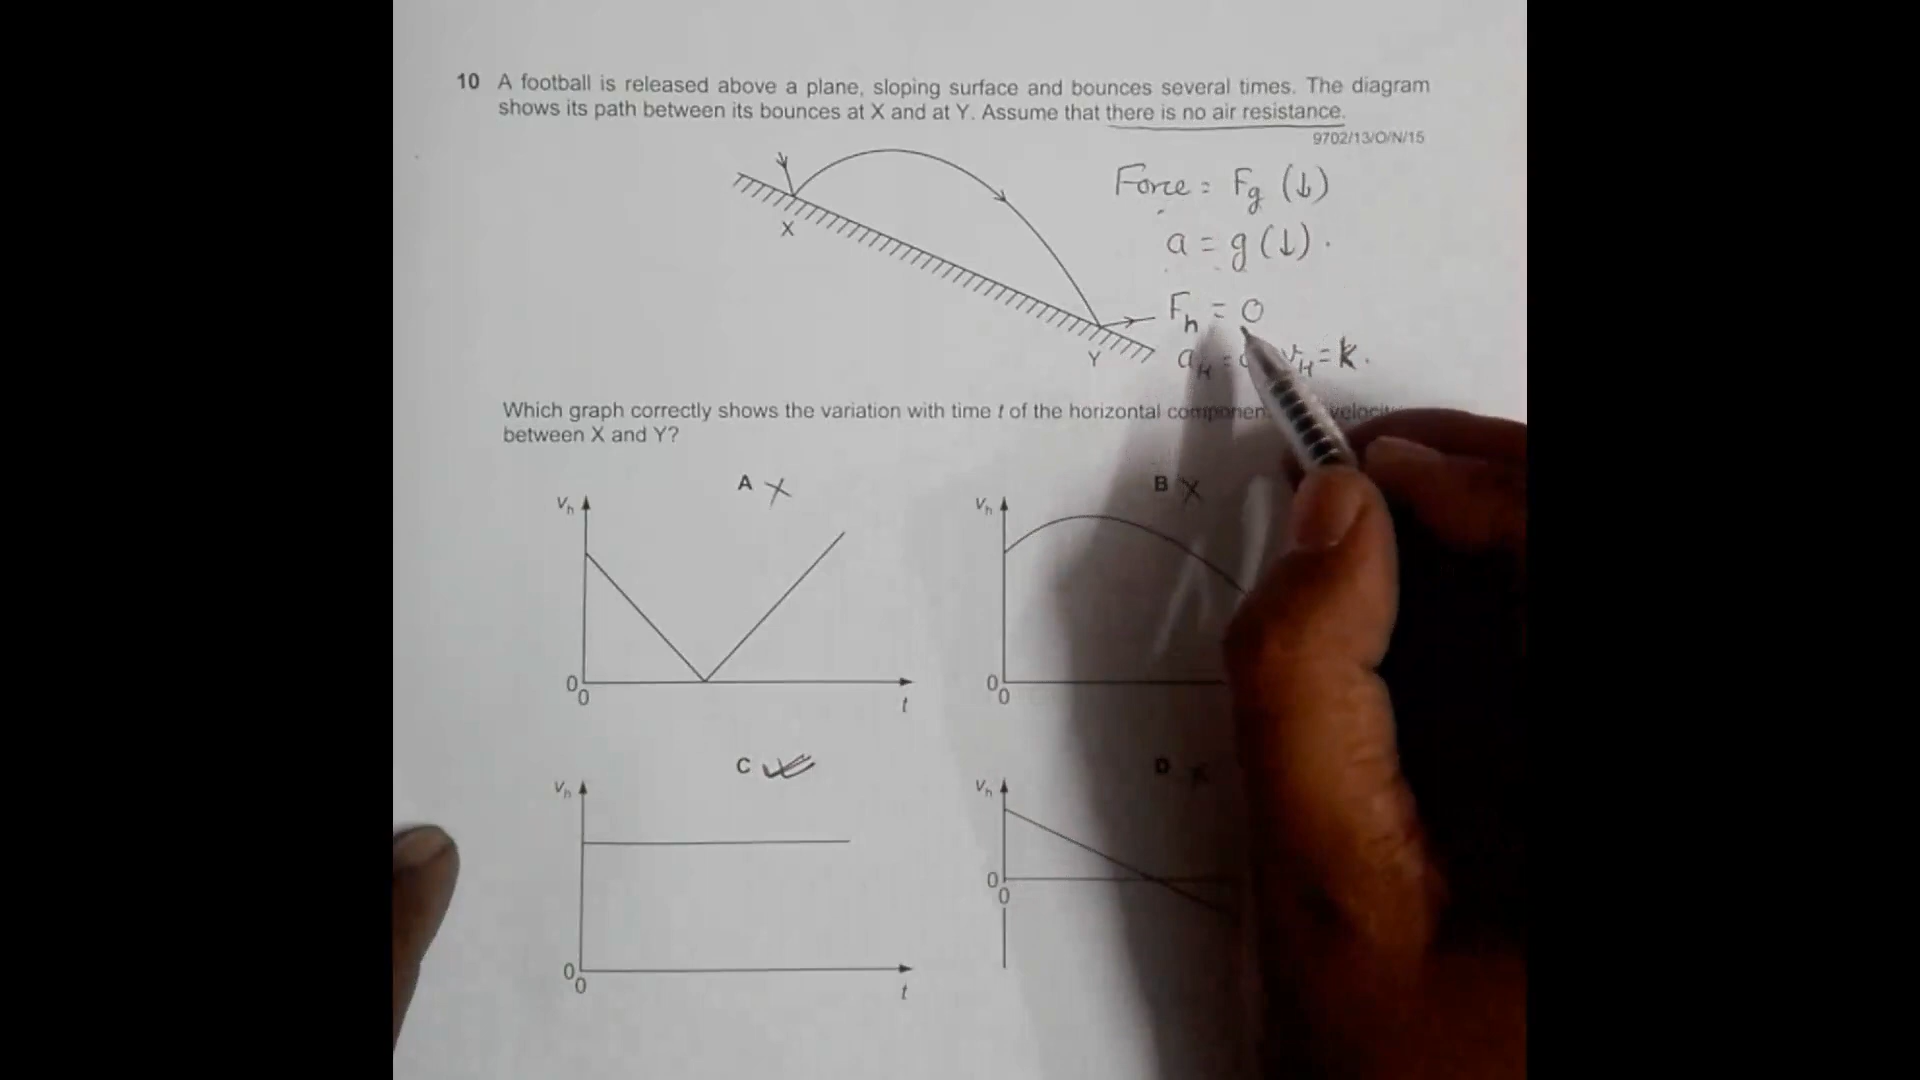 10 A football is released above a plane, sloping surface and bounces several times. The diagram
shows its path between its bounces at X and at Y. Assume that there is no air resistance.
9702/13/O/N/15
Force = Fg (↓)
a = g (↓).
X
Fh = 0
Y
aH = vH = k.
Which graph correctly shows the variation with time t of the horizontal
between X and Y?
A X
B X
vh
vh
0
0
t
0
0
C ✓
D
vh
vh
0
0
0
0
t